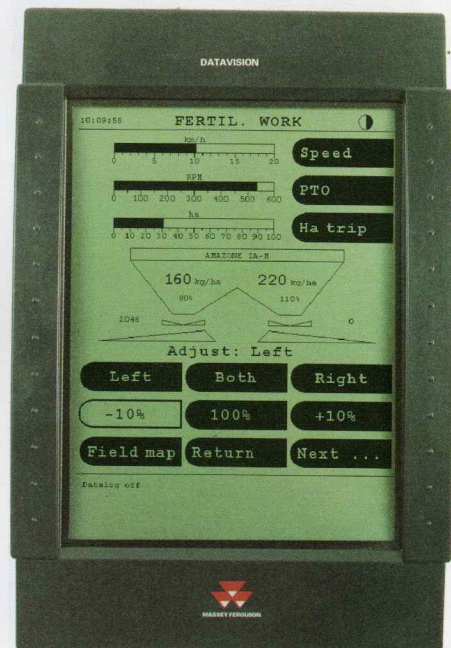 DATAVISION
10:09:58 FERTIL. WORK
km/h
0 5 10 15 20
Speed
RPM
0 100 200 300 400 500 600
PTO
ha
0 10 20 30 40 50 60 70 80 90 100
Ha trip
AMAZONE ZA-M
160 kg/ha 220 kg/ha
80% 110%
2048 0
Adjust: Left
Left Both Right
-10% 100% +10%
Field map Return Next ...
Datalog off
MASSEY FERGUSON